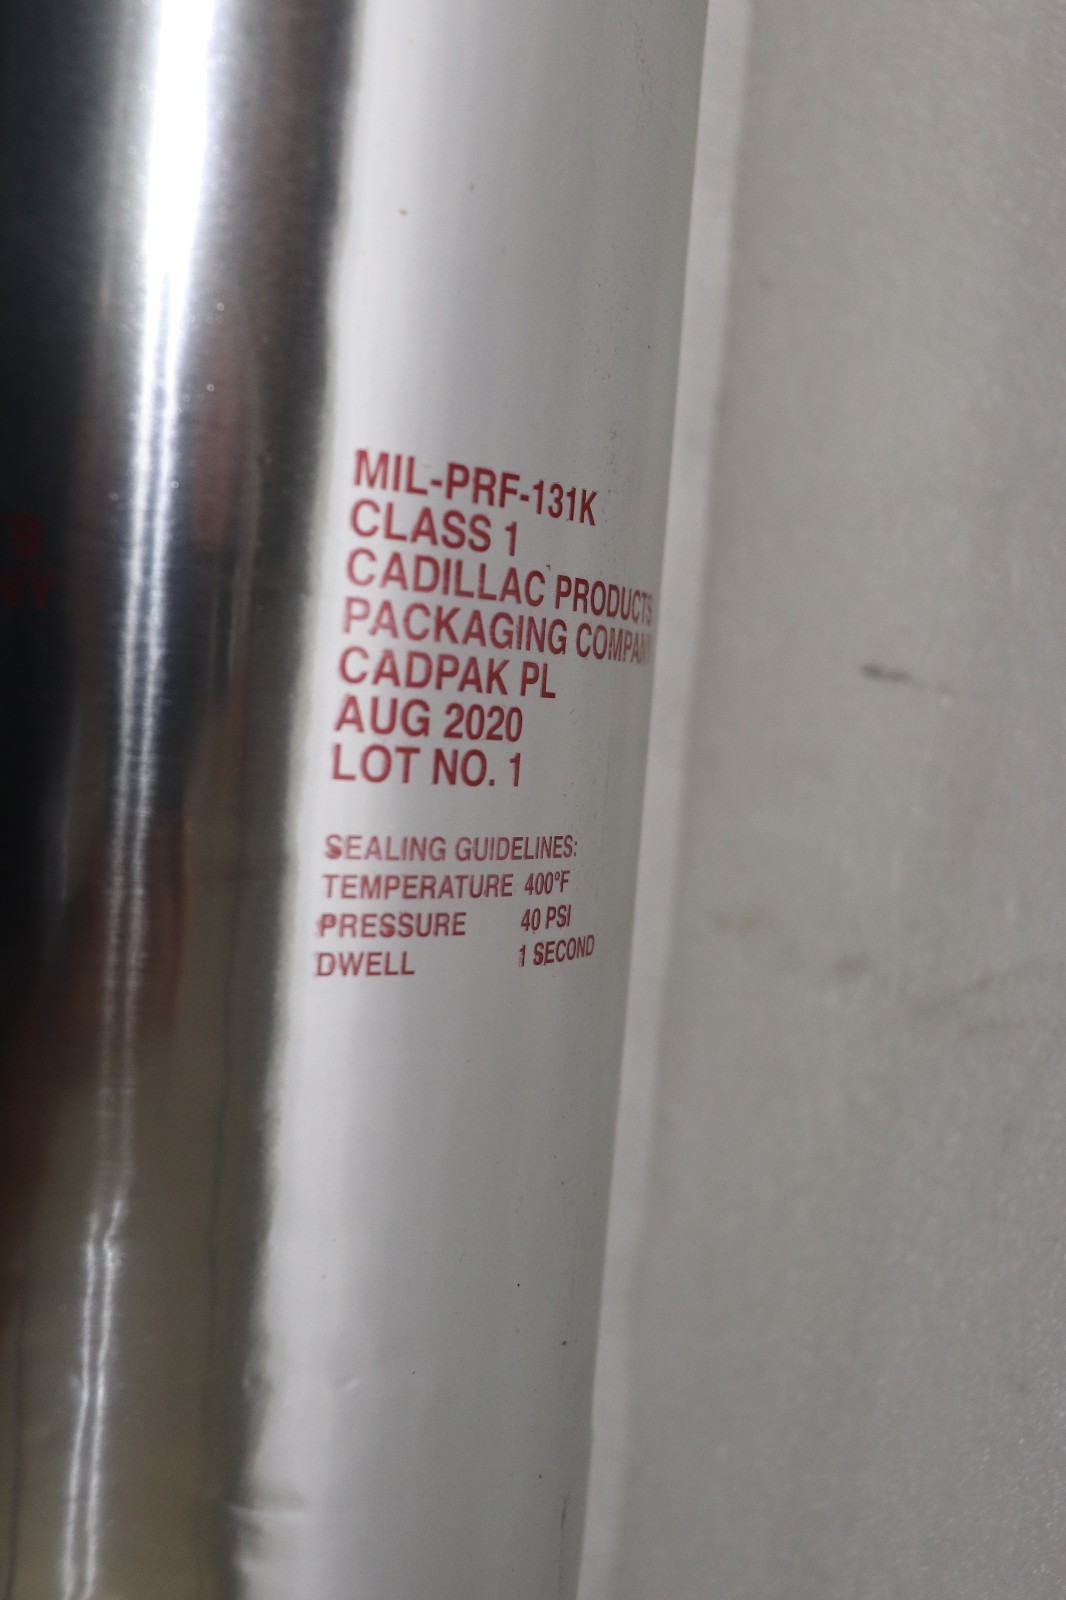 MIL-PRF-131K
CLASS 1
CADILLAC PRODUCTS
PACKAGING COMPANY
CADPAK PL
AUG 2020
LOT NO. 1
SEALING GUIDELINES:
TEMPERATURE 400°F
PRESSURE 40 PSI
DWELL 1 SECOND